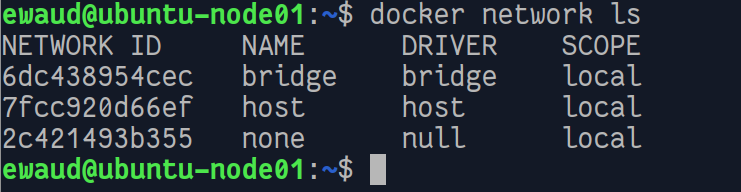 ewaud@ubuntu-node01:~$ docker network ls
NETWORK ID     NAME      DRIVER    SCOPE
6dc438954cec   bridge    bridge    local
7fcc920d66ef   host      host      local
2c421493b355   none      null      local
ewaud@ubuntu-node01:~$